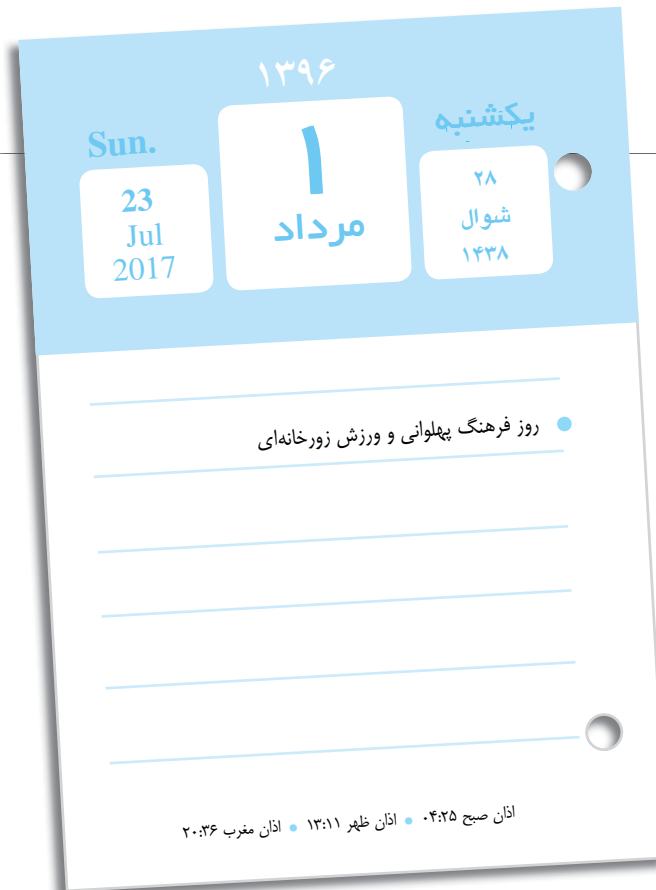 ۱۳۹۶
یکشنبه
۲۸
شوال
۱۴۳۸
۱
مرداد
Sun.
23
Jul
2017
روز فرهنگ پهلوانی و ورزش زورخانه‌ای
اذان صبح ۰۴:۲۵ • اذان ظهر ۱۳:۱۱ • اذان مغرب ۲۰:۳۶